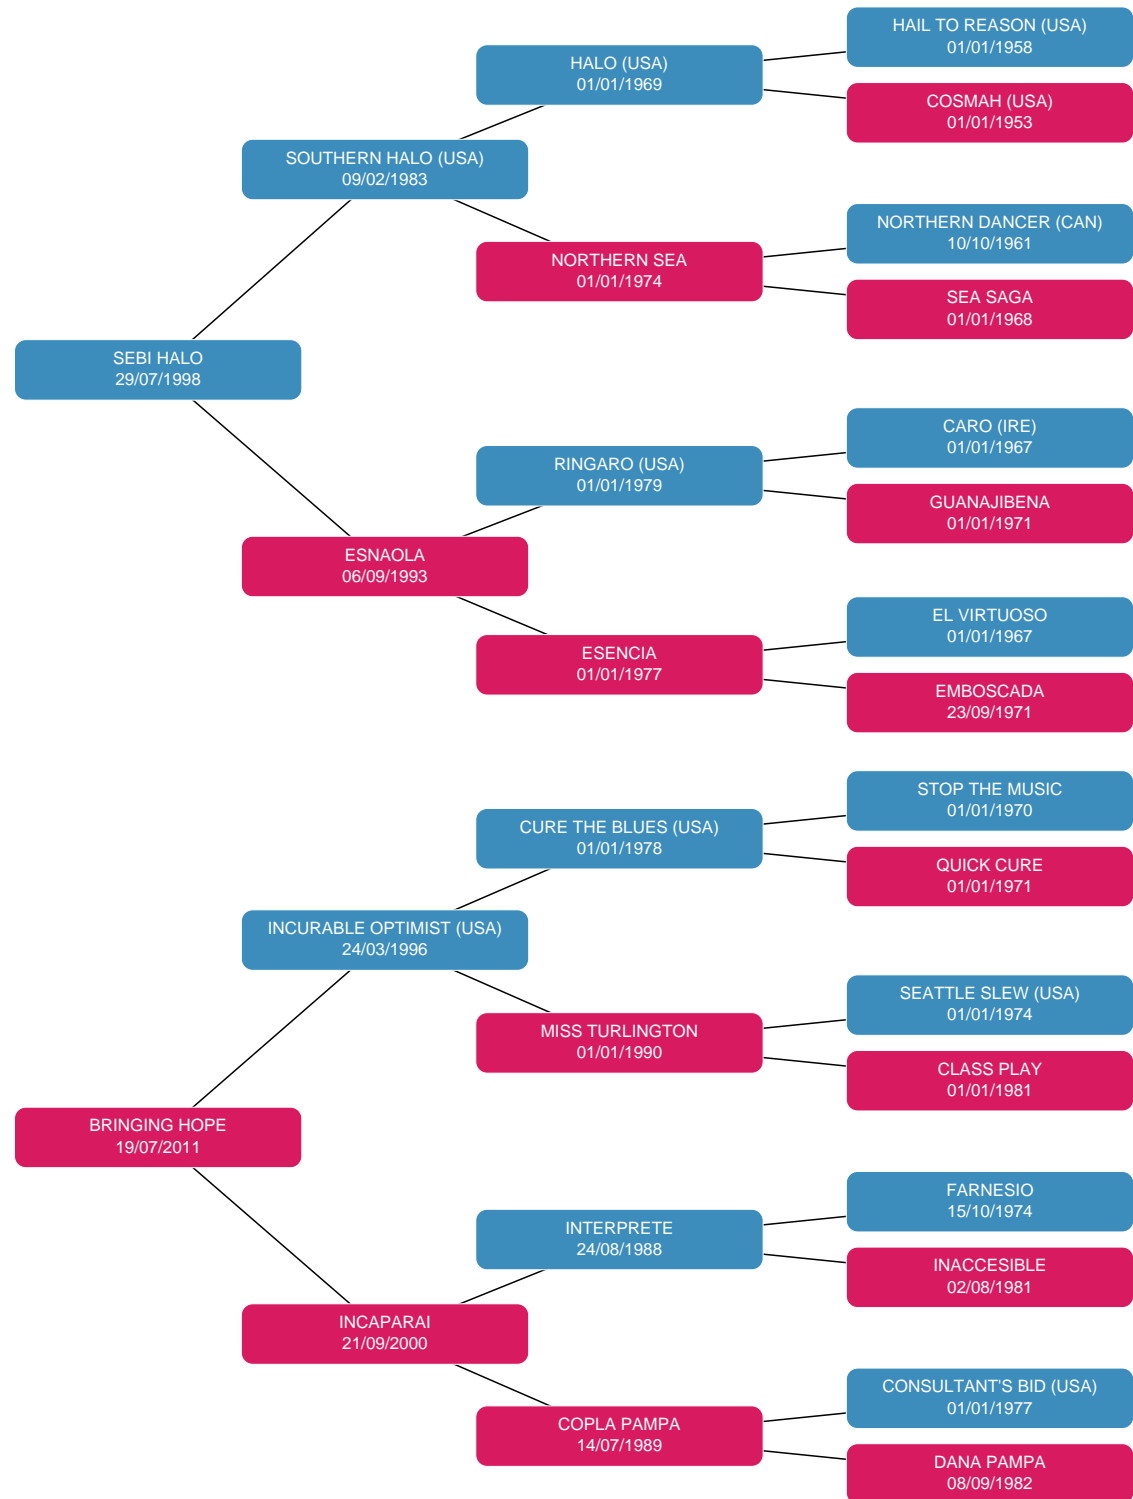 HAIL TO REASON (USA)
01/01/1958
HALO (USA)
01/01/1969
COSMAH (USA)
01/01/1953
SOUTHERN HALO (USA)
09/02/1983
NORTHERN DANCER (CAN)
10/10/1961
NORTHERN SEA
01/01/1974
SEA SAGA
01/01/1968
SEBI HALO
29/07/1998
CARO (IRE)
01/01/1967
RINGARO (USA)
01/01/1979
GUANAJIBENA
01/01/1971
ESNAOLA
06/09/1993
EL VIRTUOSO
01/01/1967
ESENCIA
01/01/1977
EMBOSCADA
23/09/1971
STOP THE MUSIC
01/01/1970
CURE THE BLUES (USA)
01/01/1978
QUICK CURE
01/01/1971
INCURABLE OPTIMIST (USA)
24/03/1996
SEATTLE SLEW (USA)
01/01/1974
MISS TURLINGTON
01/01/1990
CLASS PLAY
01/01/1981
BRINGING HOPE
19/07/2011
FARNESIO
15/10/1974
INTERPRETE
24/08/1988
INACCESIBLE
02/08/1981
INCAPARAI
21/09/2000
CONSULTANT'S BID (USA)
01/01/1977
COPLA PAMPA
14/07/1989
DANA PAMPA
08/09/1982